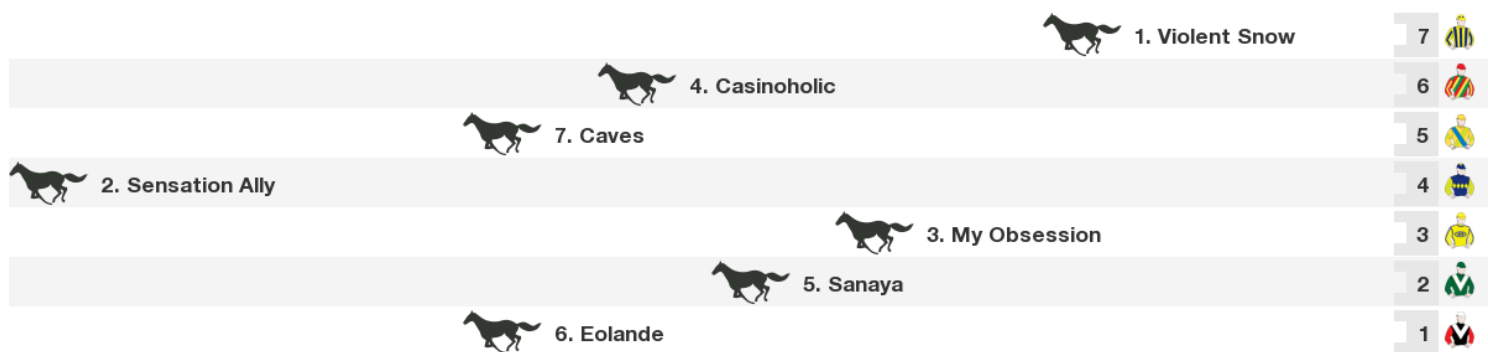 1. Violent Snow 7
4. Casinoholic 6
7. Caves 5
2. Sensation Ally 4
3. My Obsession 3
5. Sanaya 2
6. Eolande 1